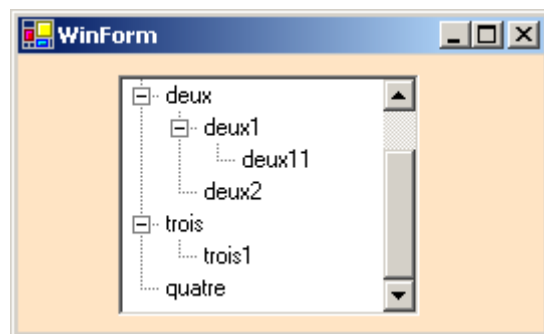 WinForm
deux
deux1
deux11
deux2
trois
trois1
quatre